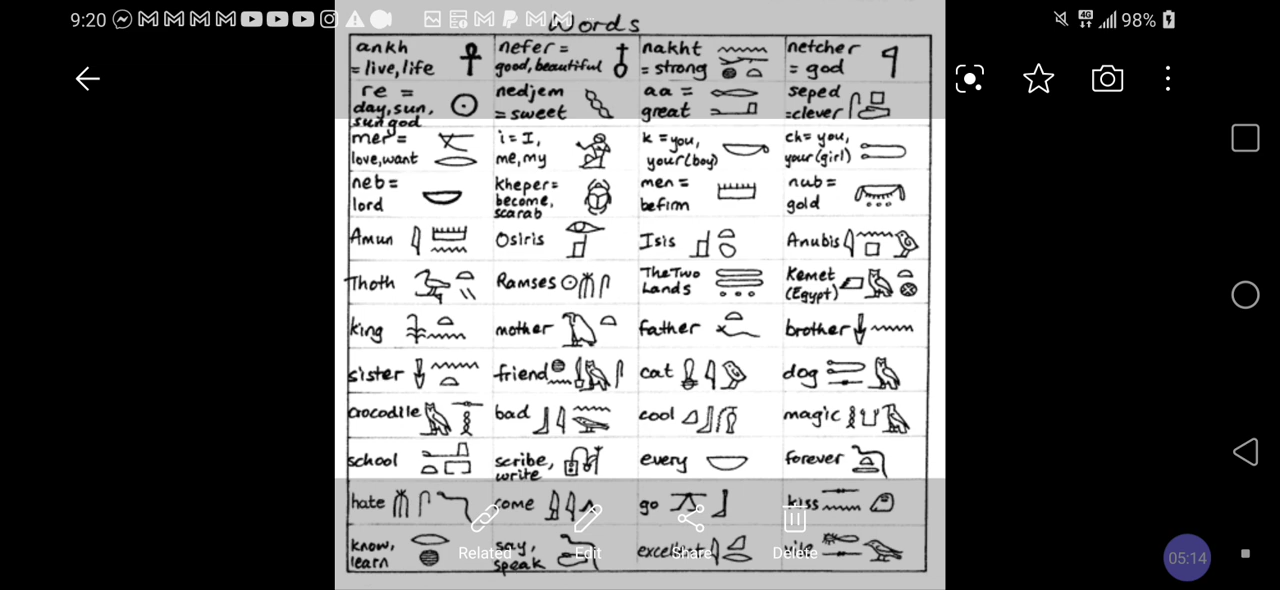 9:20
4G
98%
Words
ankh
= live, life
nefer =
good, beautiful
nakht
= strong
netcher
= god
re =
day, sun,
sun god
nedjem
= sweet
aa =
great
seped
=clever
mer =
love, want
i = I,
me, my
k = you,
your (boy)
ch = you,
your (girl)
neb =
lord
kheper =
become,
scarab
men =
be firm
nub =
gold
Amun
Osiris
Isis
Anubis
Thoth
Ramses
The Two
Lands
Kemet
(Egypt)
king
mother
father
brother
sister
friend
cat
dog
crocodile
bad
cool
magic
school
scribe,
write
every
forever
hate
come
go
kiss
know,
learn
say,
speak
Related
Edit
Share
Delete
05:14